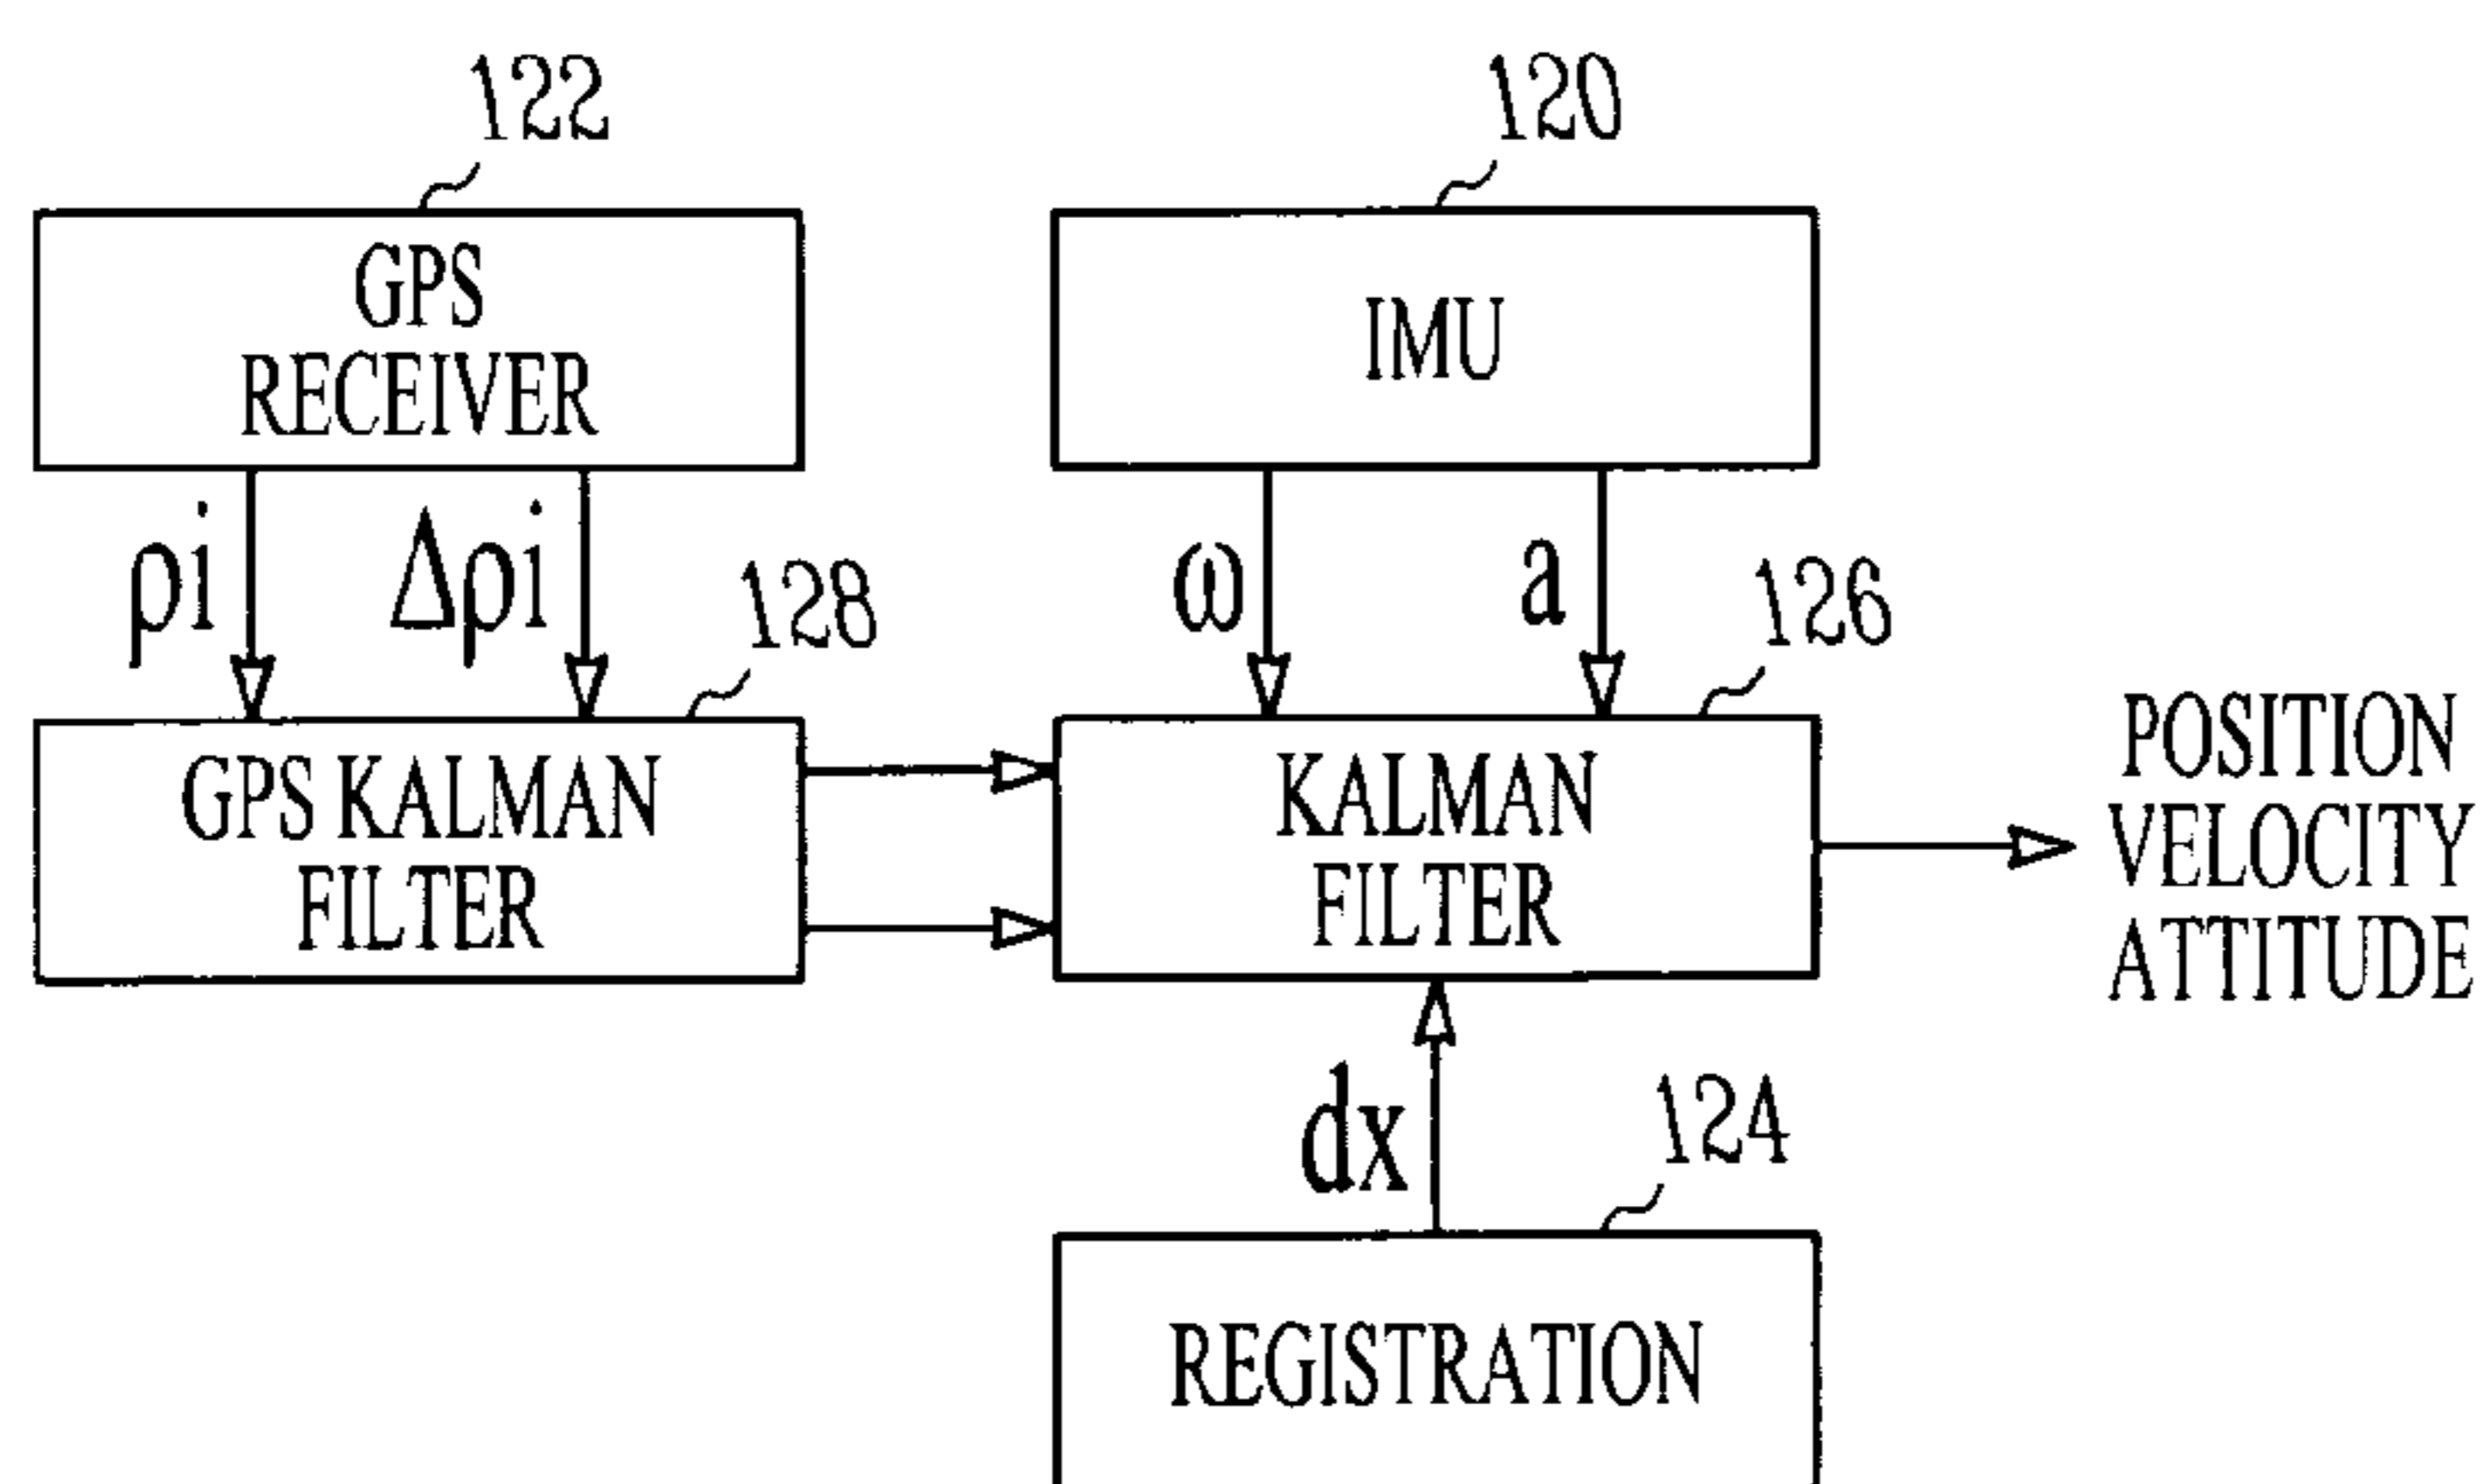 122
120
GPS
RECEIVER
IMU
ρi
Δρi
128
ω
a
126
GPS KALMAN
FILTER
KALMAN
FILTER
POSITION
VELOCITY
ATTITUDE
dx
124
REGISTRATION